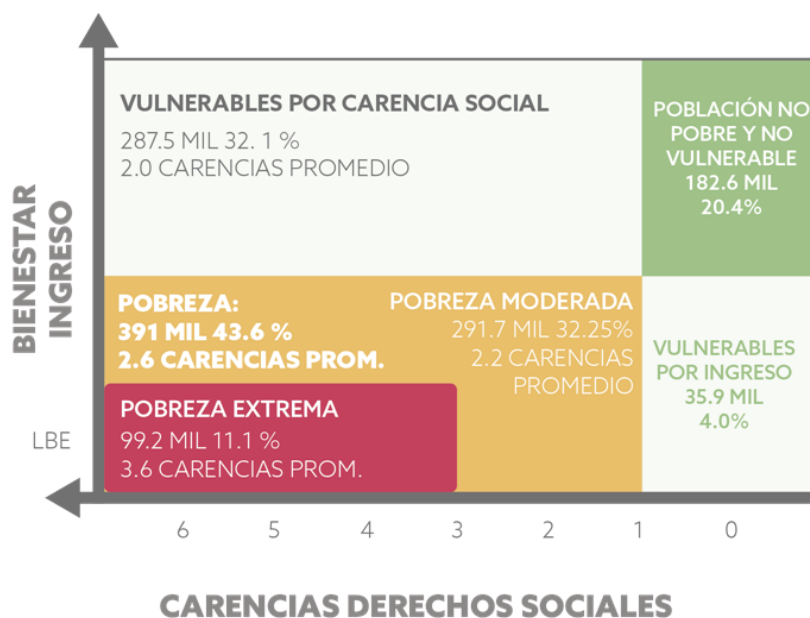 VULNERABLES POR CARENCIA SOCIAL
287.5 MIL 32. 1 %
2.0 CARENCIAS PROMEDIO
POBLACIÓN NO
POBRE Y NO
VULNERABLE
182.6 MIL
20.4%
BIENESTAR
INGRESO
POBREZA:
391 MIL 43.6 %
2.6 CARENCIAS PROM.
POBREZA MODERADA
291.7 MIL 32.25%
2.2 CARENCIAS
PROMEDIO
VULNERABLES
POR INGRESO
35.9 MIL
4.0%
POBREZA EXTREMA
99.2 MIL 11.1 %
3.6 CARENCIAS PROM.
LBE
6 5 4 3 2 1 0
CARENCIAS DERECHOS SOCIALES